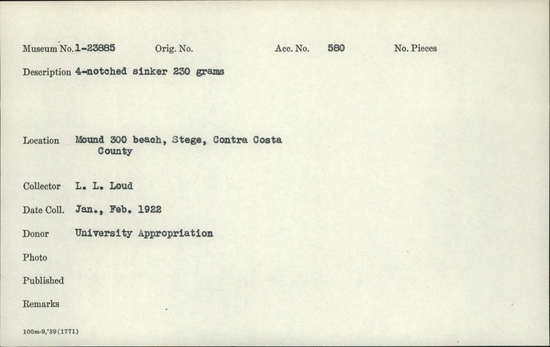 Museum No. 1-23885 Orig. No. Acc. No. 580 No. Pieces
Description 4-notched sinker 230 grams
Location Mound 300 beach, Stege, Contra Costa
County
Collector L. L. Loud
Date Coll. Jan., Feb. 1922
Donor University Appropriation
Photo
Published
Remarks
100m-9,'39(1771)